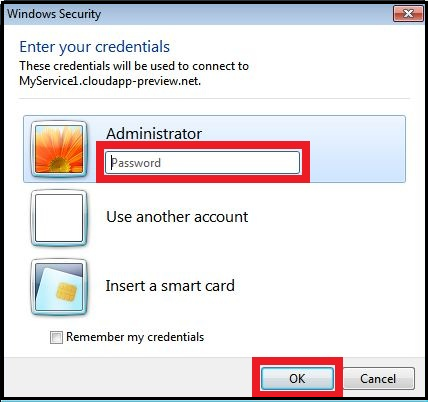 Windows Security
Enter your credentials
These credentials will be used to connect to
MyService1.cloudapp-preview.net.
Administrator
Password
Use another account
Insert a smart card
Remember my credentials
OK
Cancel